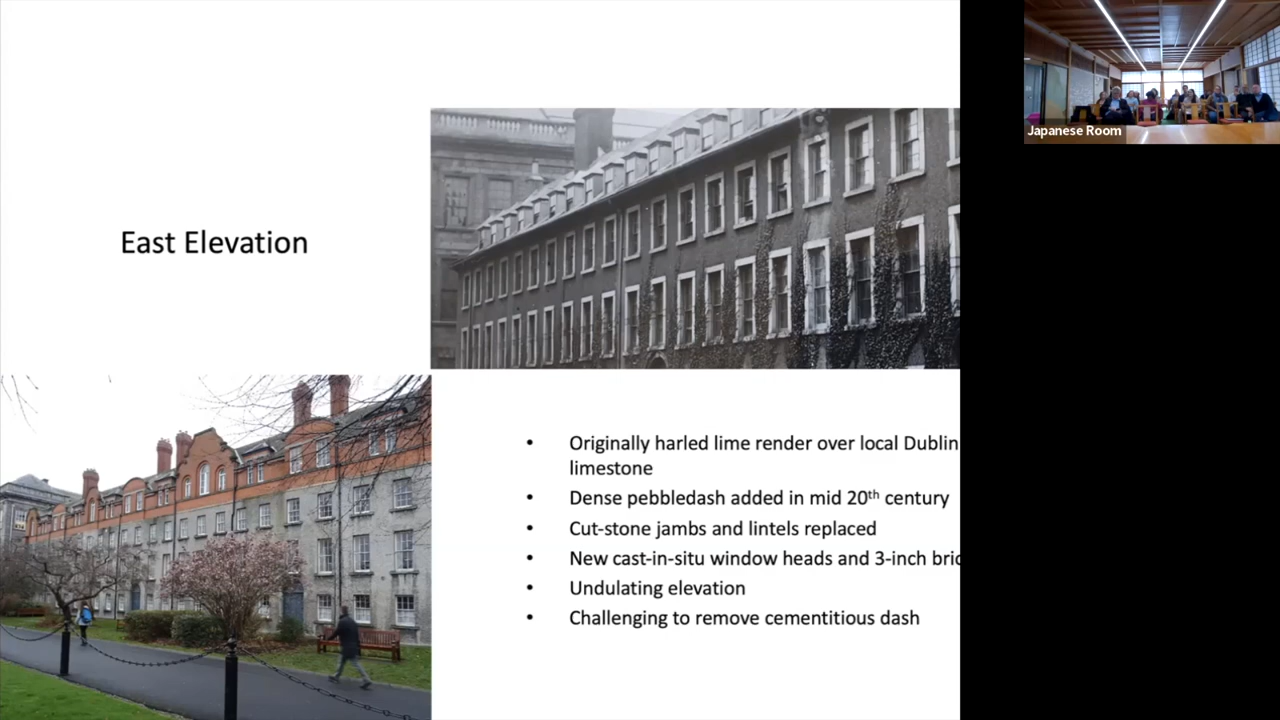 Japanese Room
East Elevation
• Originally harled lime render over local Dublin
limestone
• Dense pebbledash added in mid 20th century
• Cut-stone jambs and lintels replaced
• New cast-in-situ window heads and 3-inch
• Undulating elevation
• Challenging to remove cementitious dash